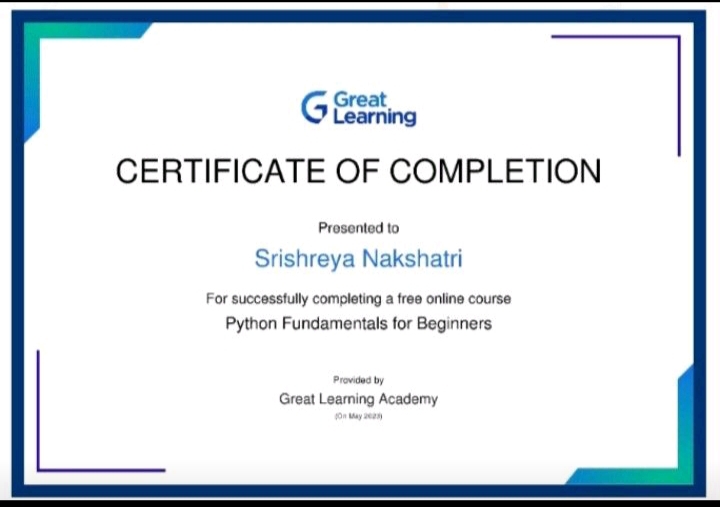 Great
Learning
CERTIFICATE OF COMPLETION
Presented to
Srishreya Nakshatri
For successfully completing a free online course
Python Fundamentals for Beginners
Provided by
Great Learning Academy
(On May 2023)